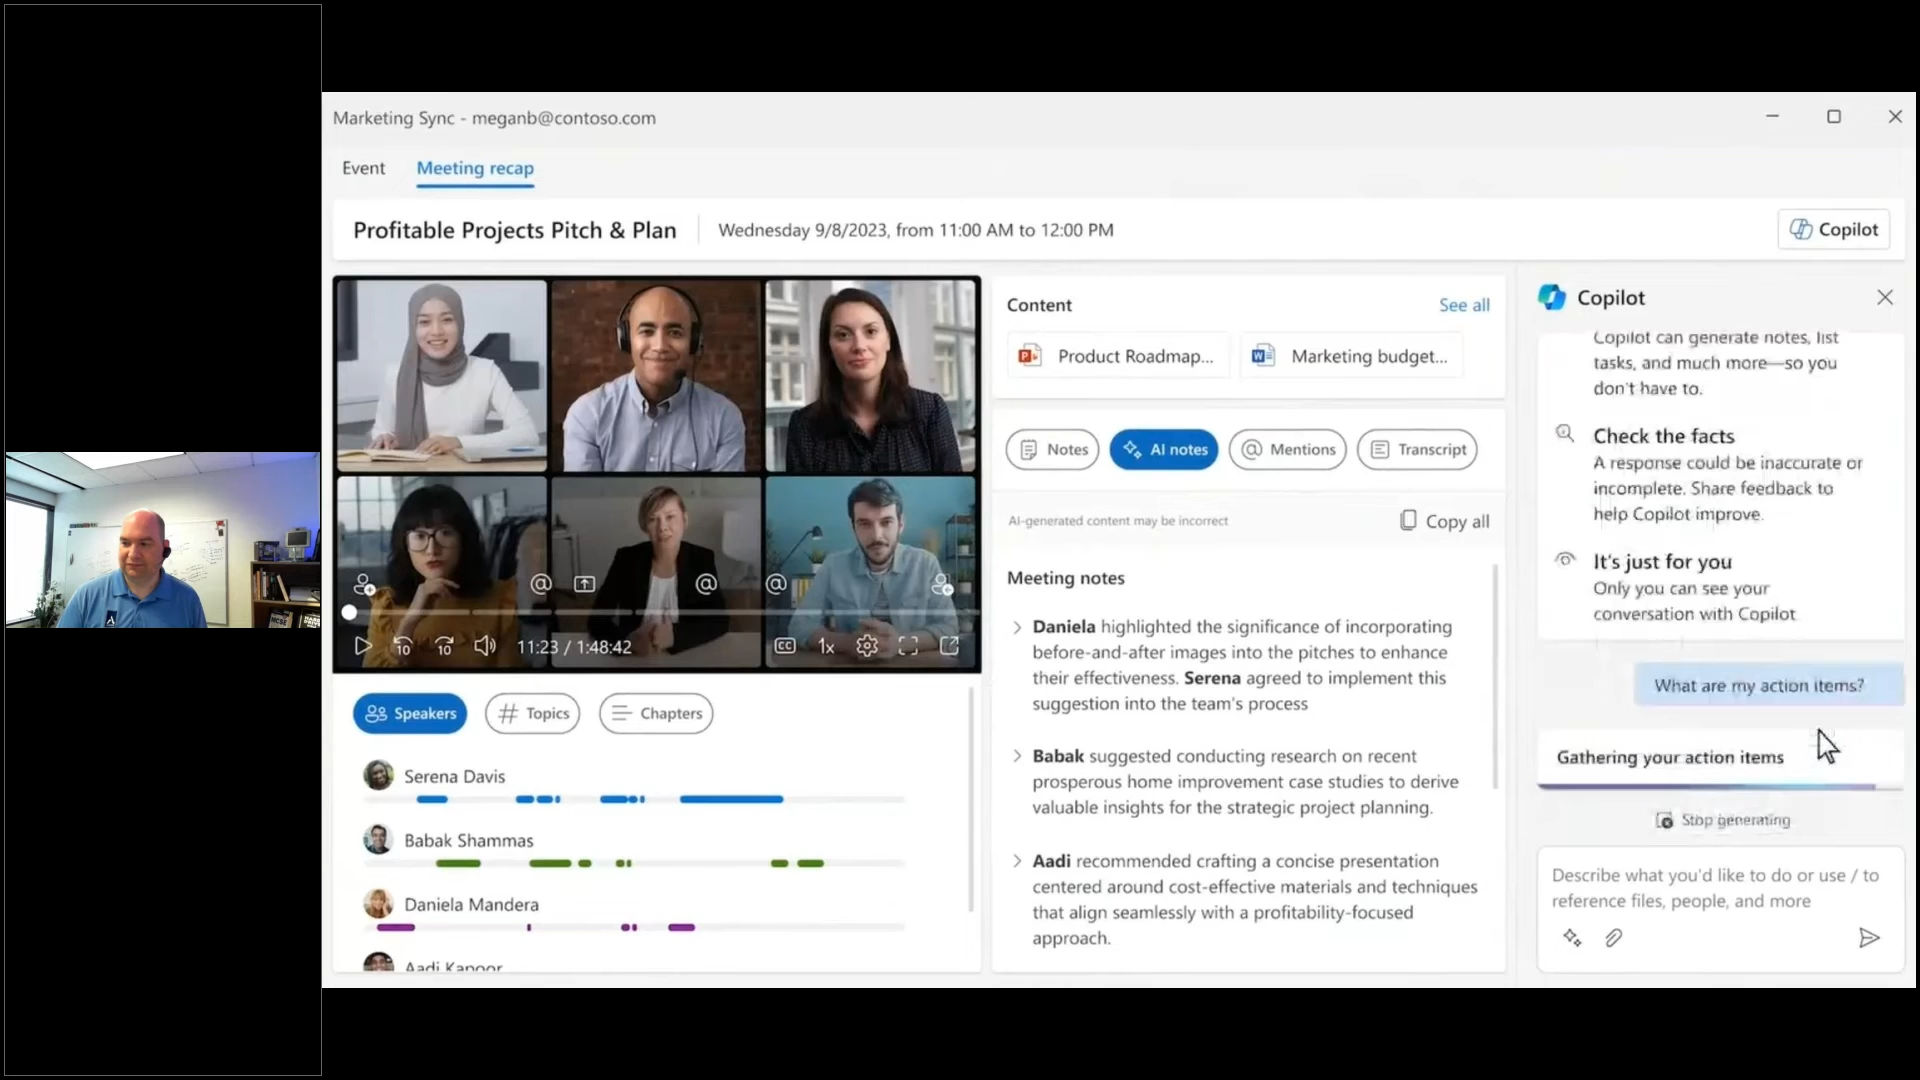 Marketing Sync - meganb@contoso.com
Event
Meeting recap
Profitable Projects Pitch & Plan
Wednesday 9/8/2023, from 11:00 AM to 12:00 PM
Copilot
10
10
11:23 / 1:48:42
CC
1x
Speakers
# Topics
Chapters
Serena Davis
Babak Shammas
Daniela Mandera
Aadi Kapoor
Content
See all
Product Roadmap...
Marketing budget...
Notes
AI notes
@ Mentions
Transcript
AI-generated content may be incorrect
Copy all
Meeting notes
Daniela highlighted the significance of incorporating
before-and-after images into the pitches to enhance
their effectiveness. Serena agreed to implement this
suggestion into the team's process
Babak suggested conducting research on recent
prosperous home improvement case studies to derive
valuable insights for the strategic project planning.
Aadi recommended crafting a concise presentation
centered around cost-effective materials and techniques
that align seamlessly with a profitability-focused
approach.
Copilot
Copilot can generate notes, list
tasks, and much more—so you
don't have to.
Check the facts
A response could be inaccurate or
incomplete. Share feedback to
help Copilot improve.
It's just for you
Only you can see your
conversation with Copilot
What are my action items?
Gathering your action items
Stop generating
Describe what you'd like to do or use / to
reference files, people, and more